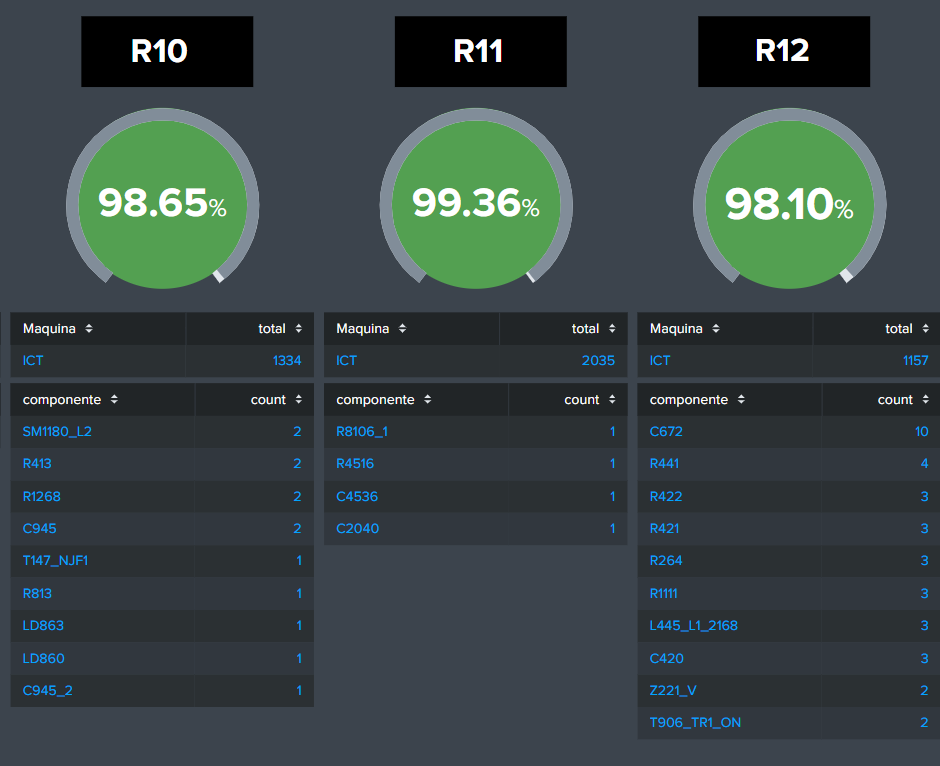 R10
98.65%
Maquina total
ICT 1334
componente count
SM1180_L2 2
R413 2
R1268 2
C945 2
T147_NJF1 1
R813 1
LD863 1
LD860 1
C945_2 1
R11
99.36%
Maquina total
ICT 2035
componente count
R8106_1 1
R4516 1
C4536 1
C2040 1
R12
98.10%
Maquina total
ICT 1157
componente count
C672 10
R441 4
R422 3
R421 3
R264 3
R1111 3
L445_L1_2168 3
C420 3
Z221_V 2
T906_TR1_ON 2